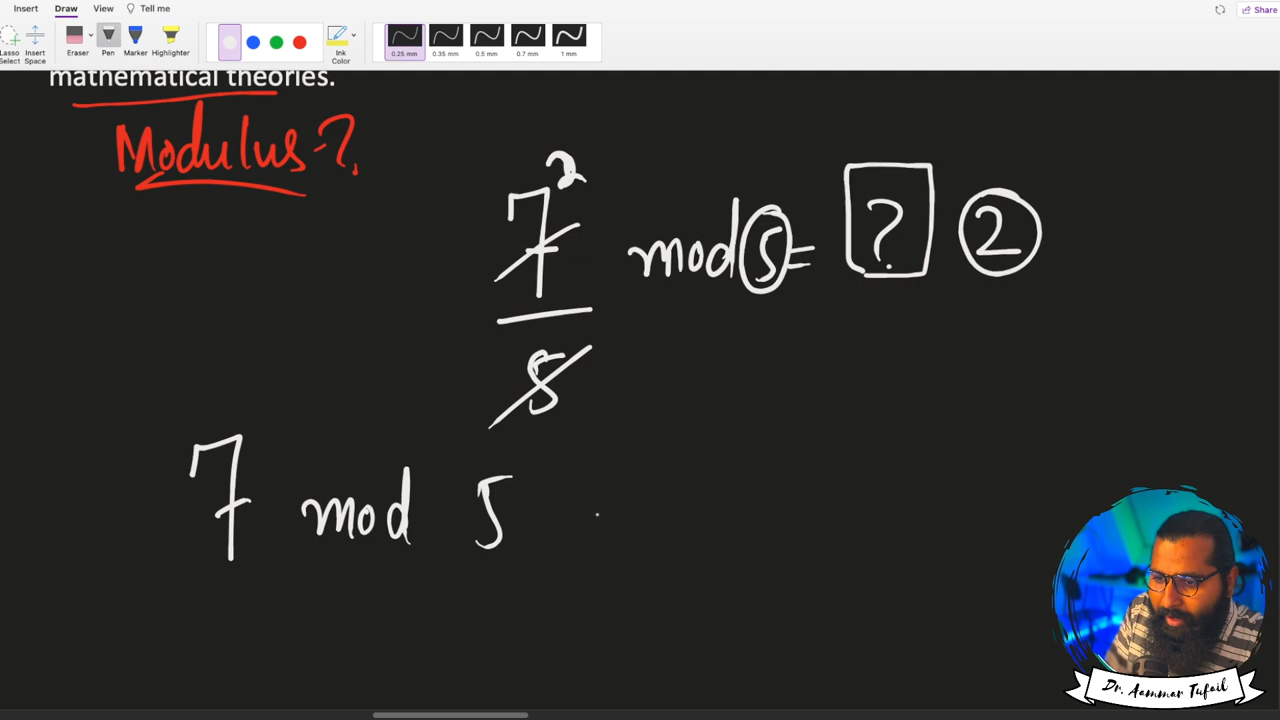 Insert Draw View Tell me
Share
Lasso Select
Insert Space
Eraser
Pen
Marker
Highlighter
Ink Color
0.25 mm
0.35 mm
0.5 mm
0.7 mm
1 mm
mathematical theories.
Modulus-?
2
7 mod 5 = ? 2
5
7 mod 5
Dr. Aammar Tufail